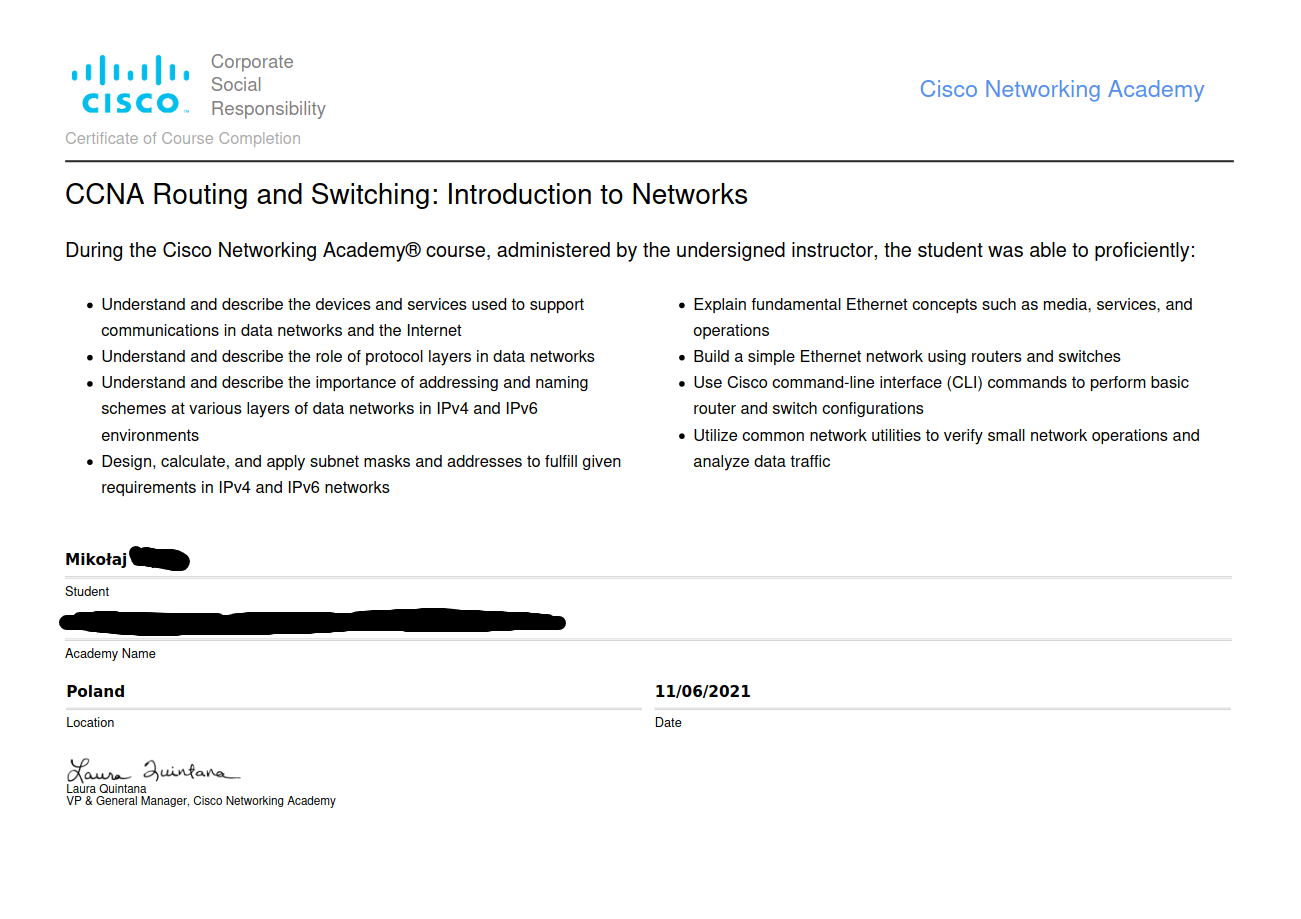 Corporate
Social
Responsibility
CISCO™
Cisco Networking Academy
Certificate of Course Completion
CCNA Routing and Switching: Introduction to Networks
During the Cisco Networking Academy® course, administered by the undersigned instructor, the student was able to proficiently:
• Understand and describe the devices and services used to support
communications in data networks and the Internet
• Understand and describe the role of protocol layers in data networks
• Understand and describe the importance of addressing and naming
schemes at various layers of data networks in IPv4 and IPv6
environments
• Design, calculate, and apply subnet masks and addresses to fulfill given
requirements in IPv4 and IPv6 networks
• Explain fundamental Ethernet concepts such as media, services, and
operations
• Build a simple Ethernet network using routers and switches
• Use Cisco command-line interface (CLI) commands to perform basic
router and switch configurations
• Utilize common network utilities to verify small network operations and
analyze data traffic
Mikołaj
Student
Academy Name
Poland
Location
11/06/2021
Date
Laura Quintana
Laura Quintana
VP & General Manager, Cisco Networking Academy